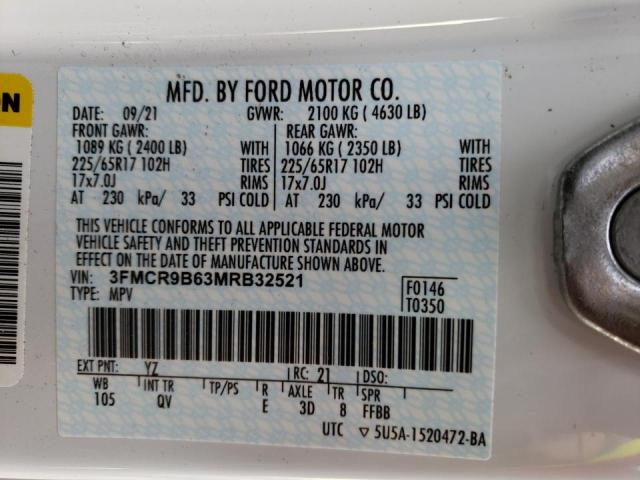 ON
MFD. BY FORD MOTOR CO.
DATE: 09/21 GVWR: 2100 KG ( 4630 LB)
FRONT GAWR: REAR GAWR:
1089 KG ( 2400 LB) 1066 KG ( 2350 LB)
225/65R17 102H TIRES 225/65R17 102H TIRES
17x7.0J RIMS 17x7.0J RIMS
AT 230 kPa/ 33 PSI COLD AT 230 kPa/ 33 PSI COLD
THIS VEHICLE CONFORMS TO ALL APPLICABLE FEDERAL MOTOR
VEHICLE SAFETY AND THEFT PREVENTION STANDARDS IN
EFFECT ON THE DATE OF MANUFACTURE SHOWN ABOVE.
VIN: 3FMCR9B63MRB32521 F0146
TYPE: MPV T0350
EXT PNT: YZ RC: 21 DSO:
WB INT TR TP/PS R AXLE TR SPR
105 QV E 3D 8 FFBB
UTC ▽ 5U5A-1520472-BA